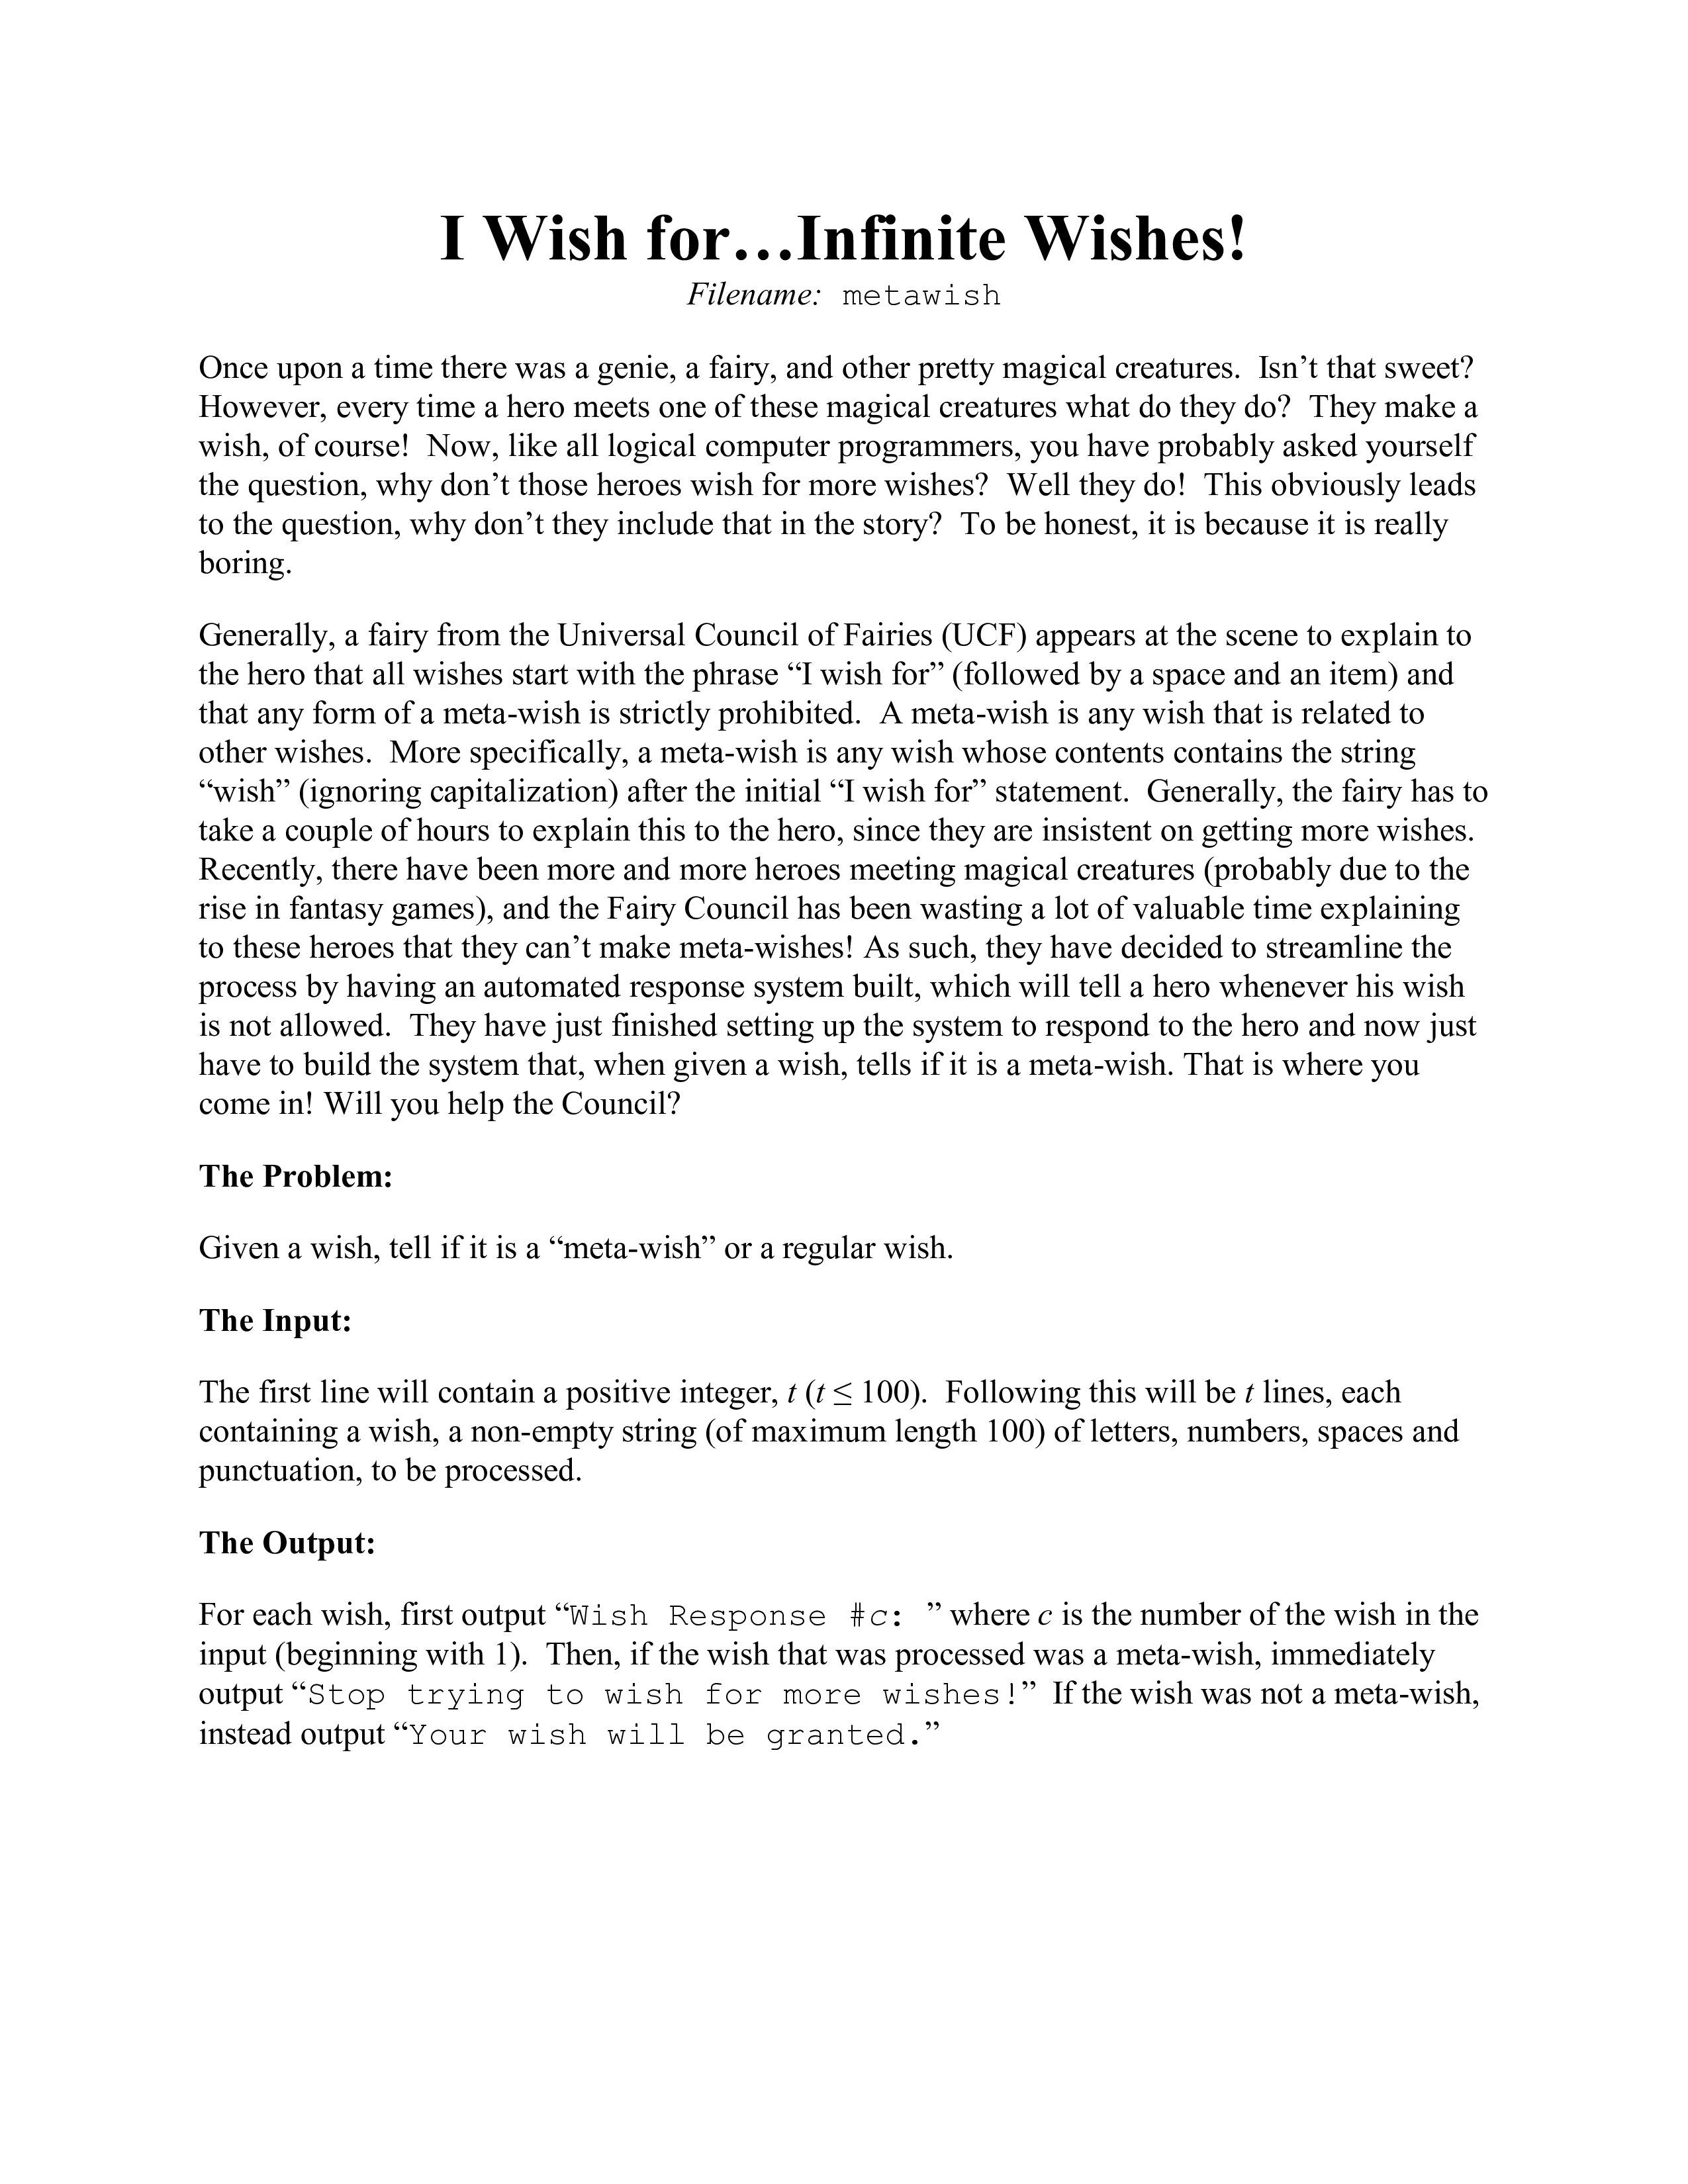 I Wish for…Infinite Wishes!
Filename: metawish
Once upon a time there was a genie, a fairy, and other pretty magical creatures.  Isn’t that sweet?
However, every time a hero meets one of these magical creatures what do they do?  They make a
wish, of course!  Now, like all logical computer programmers, you have probably asked yourself
the question, why don’t those heroes wish for more wishes?  Well they do!  This obviously leads
to the question, why don’t they include that in the story?  To be honest, it is because it is really
boring.
Generally, a fairy from the Universal Council of Fairies (UCF) appears at the scene to explain to
the hero that all wishes start with the phrase “I wish for” (followed by a space and an item) and
that any form of a meta-wish is strictly prohibited.  A meta-wish is any wish that is related to
other wishes.  More specifically, a meta-wish is any wish whose contents contains the string
“wish” (ignoring capitalization) after the initial “I wish for” statement.  Generally, the fairy has to
take a couple of hours to explain this to the hero, since they are insistent on getting more wishes.
Recently, there have been more and more heroes meeting magical creatures (probably due to the
rise in fantasy games), and the Fairy Council has been wasting a lot of valuable time explaining
to these heroes that they can’t make meta-wishes! As such, they have decided to streamline the
process by having an automated response system built, which will tell a hero whenever his wish
is not allowed.  They have just finished setting up the system to respond to the hero and now just
have to build the system that, when given a wish, tells if it is a meta-wish. That is where you
come in! Will you help the Council?
The Problem:
Given a wish, tell if it is a “meta-wish” or a regular wish.
The Input:
The first line will contain a positive integer, t (t ≤ 100).  Following this will be t lines, each
containing a wish, a non-empty string (of maximum length 100) of letters, numbers, spaces and
punctuation, to be processed.
The Output:
For each wish, first output “Wish Response #c: ” where c is the number of the wish in the
input (beginning with 1).  Then, if the wish that was processed was a meta-wish, immediately
output “Stop trying to wish for more wishes!”  If the wish was not a meta-wish,
instead output “Your wish will be granted.”